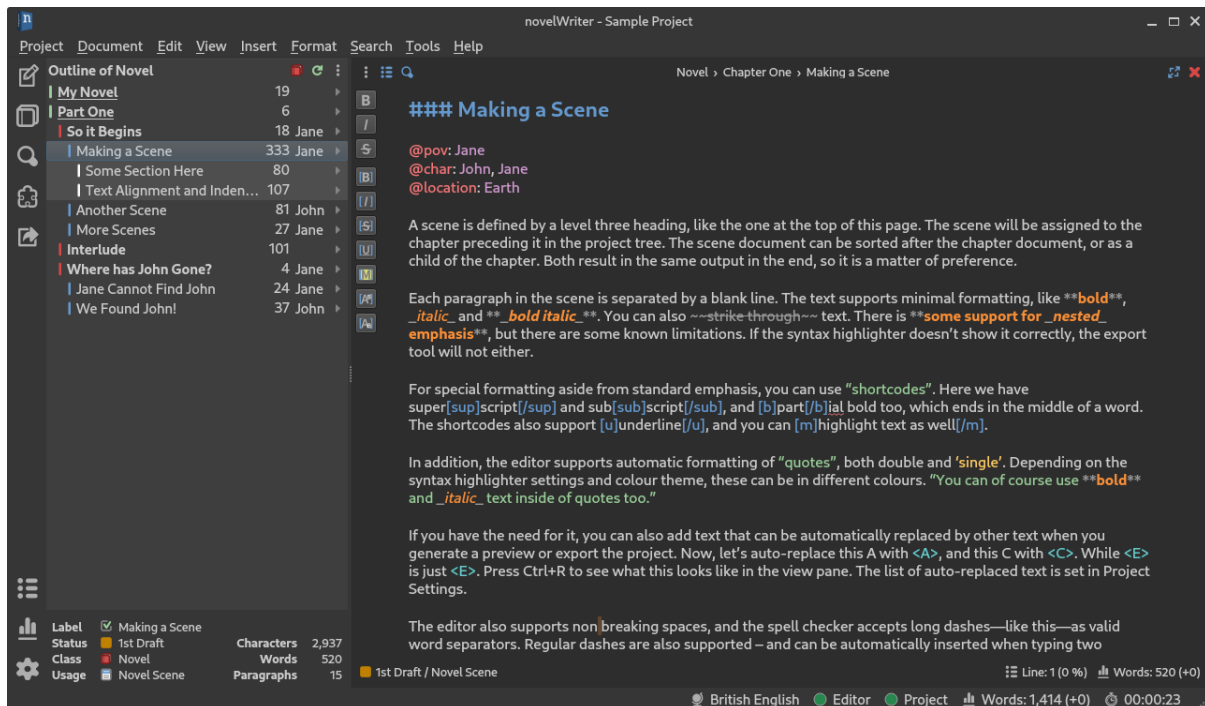 novelWriter - Sample Project
Project Document Edit View Insert Format Search Tools Help
Outline of Novel
My Novel 19
Part One 6
So it Begins 18 Jane
Making a Scene 333 Jane
Some Section Here 80
Text Alignment and Inden... 107
Another Scene 81 John
More Scenes 27 Jane
Interlude 101
Where has John Gone? 4 Jane
Jane Cannot Find John 24 Jane
We Found John! 37 John
Label Making a Scene
Status 1st Draft Characters 2,937
Class Novel Words 520
Usage Novel Scene Paragraphs 15
Novel › Chapter One › Making a Scene
B
I
S
[B]
[I]
[S]
[U]
[M]
### Making a Scene
@pov: Jane
@char: John, Jane
@location: Earth
A scene is defined by a level three heading, like the one at the top of this page. The scene will be assigned to the
chapter preceding it in the project tree. The scene document can be sorted after the chapter document, or as a
child of the chapter. Both result in the same output in the end, so it is a matter of preference.
Each paragraph in the scene is separated by a blank line. The text supports minimal formatting, like **bold**,
_italic_ and **_bold italic_**. You can also ~~strike through~~ text. There is **some support for _nested_
emphasis**, but there are some known limitations. If the syntax highlighter doesn’t show it correctly, the export
tool will not either.
For special formatting aside from standard emphasis, you can use “shortcodes”. Here we have
super[sup]script[/sup] and sub[sub]script[/sub], and [b]part[/b]ial bold too, which ends in the middle of a word.
The shortcodes also support [u]underline[/u], and you can [m]highlight text as well[/m].
In addition, the editor supports automatic formatting of “quotes”, both double and ‘single’. Depending on the
syntax highlighter settings and colour theme, these can be in different colours. “You can of course use **bold**
and _italic_ text inside of quotes too.”
If you have the need for it, you can also add text that can be automatically replaced by other text when you
generate a preview or export the project. Now, let’s auto-replace this A with <A>, and this C with <C>. While <E>
is just <E>. Press Ctrl+R to see what this looks like in the view pane. The list of auto-replaced text is set in Project
Settings.
The editor also supports non breaking spaces, and the spell checker accepts long dashes—like this—as valid
word separators. Regular dashes are also supported – and can be automatically inserted when typing two
1st Draft / Novel Scene Line: 1 (0 %) Words: 520 (+0)
British English Editor Project Words: 1,414 (+0) 00:00:23